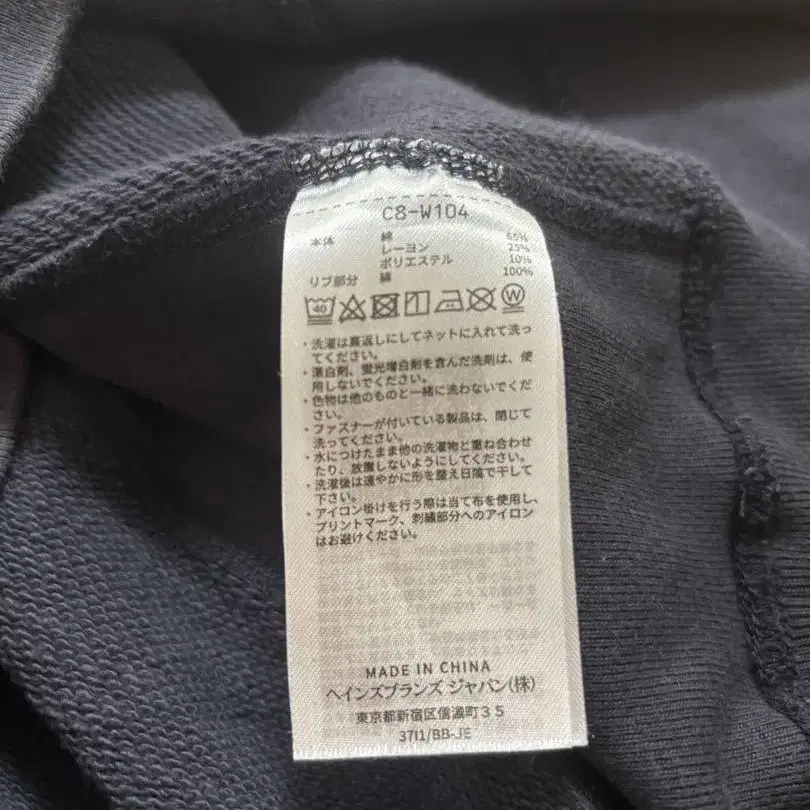 C8-W104
本体 綿 65%
レーヨン 25%
ポリエステル 10%
リブ部分 綿 100%
40 W
・洗濯は裏返しにしてネットに入れて洗っ
てください。
・漂白剤、蛍光増白剤を含んだ洗剤は、使
用しないでください。
・色物は他のものと一緒に洗わないでくだ
さい。
・ファスナーが付いている製品は、閉じて
洗ってください。
・水につけたまま他の洗濯物と重ね合わせ
たり、放置しないようにしてください。
・洗濯後は速やかに形を整え日陰で干して
下さい。
・アイロン掛けを行う際は当て布を使用し、
プリントマーク、刺繍部分へのアイロン
はお避けください。
MADE IN CHINA
ヘインズブランズ ジャパン(株)
東京都新宿区信濃町35
37I1/BB-JE